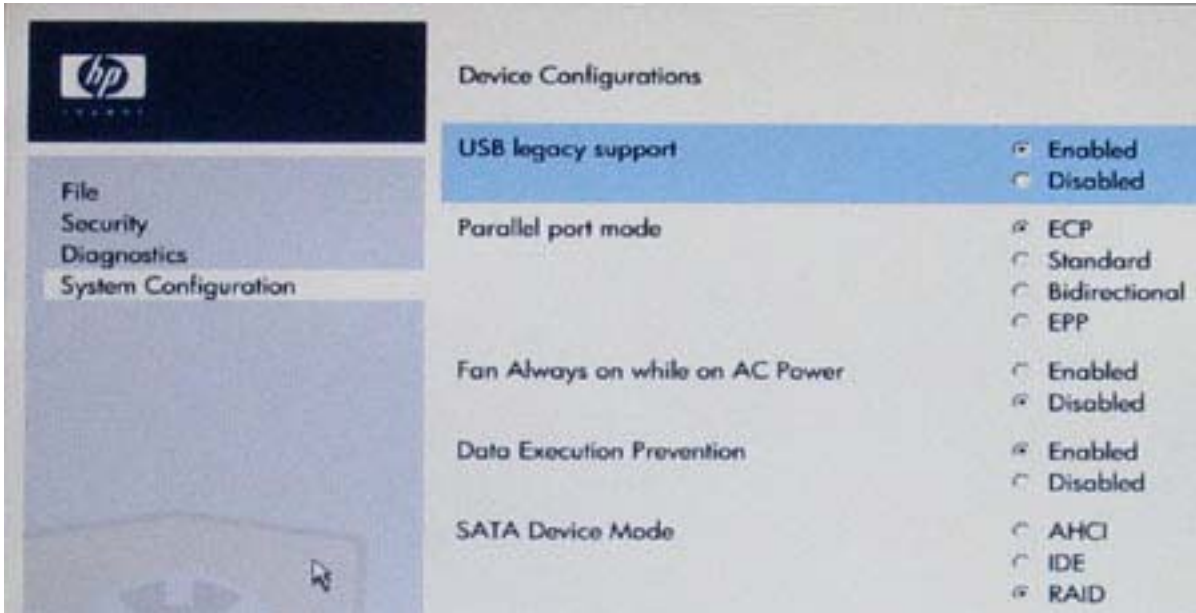 hp
invent
File
Security
Diagnostics
System Configuration
Device Configurations
USB legacy support
Enabled
Disabled
Parallel port mode
ECP
Standard
Bidirectional
EPP
Fan Always on while on AC Power
Enabled
Disabled
Data Execution Prevention
Enabled
Disabled
SATA Device Mode
AHCI
IDE
RAID